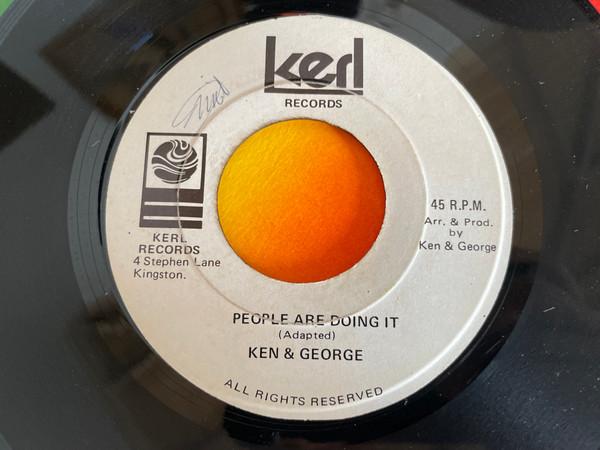 kerl
RECORDS
KERL
RECORDS
4 Stephen Lane
Kingston.
45 R.P.M.
Arr. & Prod.
by
Ken & George
PEOPLE ARE DOING IT
(Adapted)
KEN & GEORGE
ALL RIGHTS RESERVED